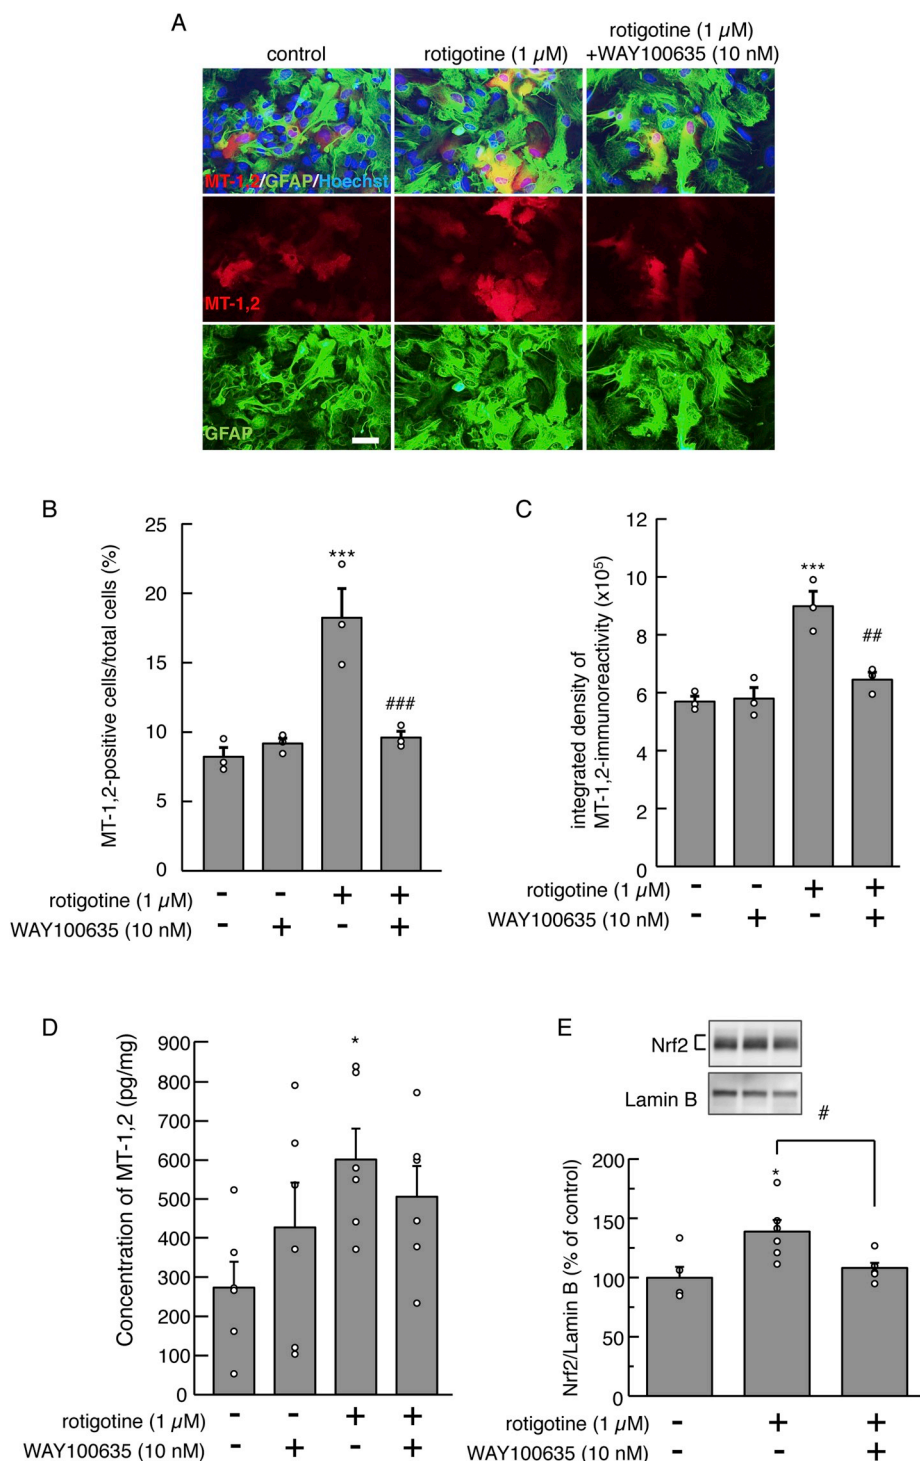 A
control
rotigotine (1 µM)
rotigotine (1 µM)
+WAY100635 (10 nM)
MT-1,2/GFAP/Hoechst
MT-1,2
GFAP
B
MT-1,2-positive cells/total cells (%)
25
20
15
10
5
0
***
###
rotigotine (1 µM) - - + +
WAY100635 (10 nM) - + - +
C
integrated density of
MT-1,2-immunoreactivity (x10⁵)
12
10
8
6
4
2
0
***
##
rotigotine (1 µM) - - + +
WAY100635 (10 nM) - + - +
D
Concentration of MT-1,2 (pg/mg)
900
800
700
600
500
400
300
200
100
0
*
rotigotine (1 µM) - - + +
WAY100635 (10 nM) - + - +
E
Nrf2
Lamin B
#
Nrf2/Lamin B (% of control)
200
150
100
50
0
*
rotigotine (1 µM) - + +
WAY100635 (10 nM) - - +